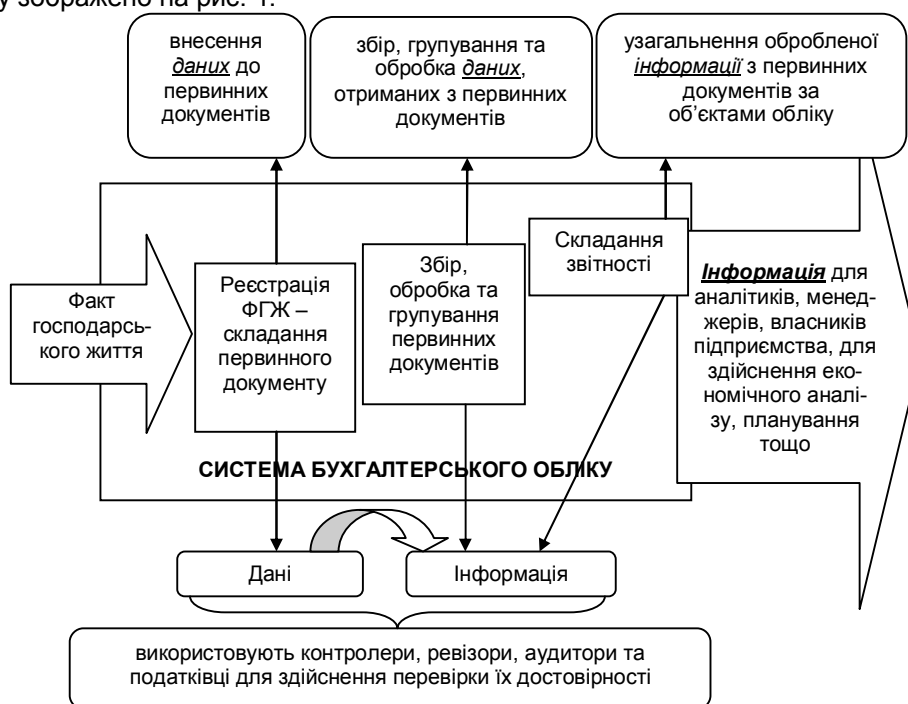 у зображено на рис. 1.
внесення
даних до
первинних
документів
збір, групування та
обробка даних,
отриманих з первинних
документів
узагальнення обробленої
інформації з первинних
документів за
об’єктами обліку
Факт
господарсь-
кого життя
Реєстрація
ФГЖ –
складання
первинного
документу
Збір,
обробка та
групування
первинних
документів
Складання
звітності
Інформація для
аналітиків, менед-
жерів, власників
підприємства, для
здійснення еко-
номічного аналі-
зу, планування
тощо
СИСТЕМА БУХГАЛТЕРСЬКОГО ОБЛІКУ
Дані
Інформація
використовують контролери, ревізори, аудитори та
податківці для здійснення перевірки їх достовірності